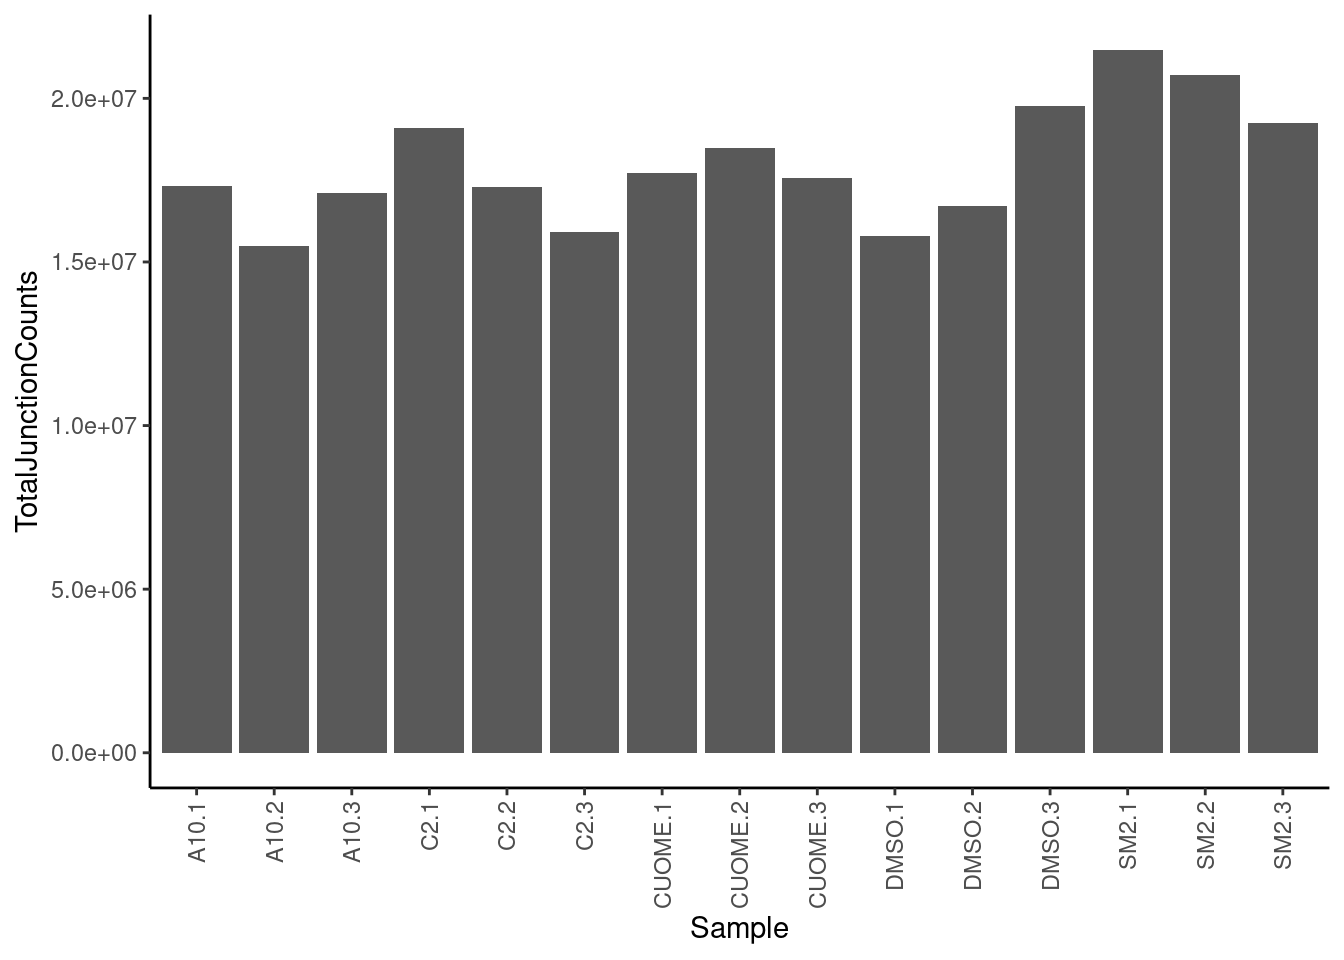 TotalJunctionCounts
2.0e+07
1.5e+07
1.0e+07
5.0e+06
0.0e+00
A10.1
A10.2
A10.3
C2.1
C2.2
C2.3
CUOME.1
CUOME.2
CUOME.3
DMSO.1
DMSO.2
DMSO.3
SM2.1
SM2.2
SM2.3
Sample